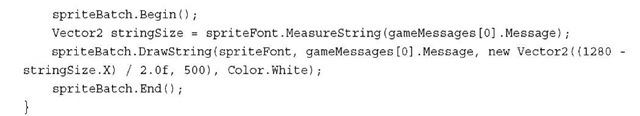 spriteBatch.Begin();
Vector2 stringSize = spriteFont.MeasureString(gameMessages[0].Message);
spriteBatch.DrawString(spriteFont, gameMessages[0].Message, new Vector2((1280 -
stringSize.X) / 2.0f, 500), Color.White);
spriteBatch.End();
}